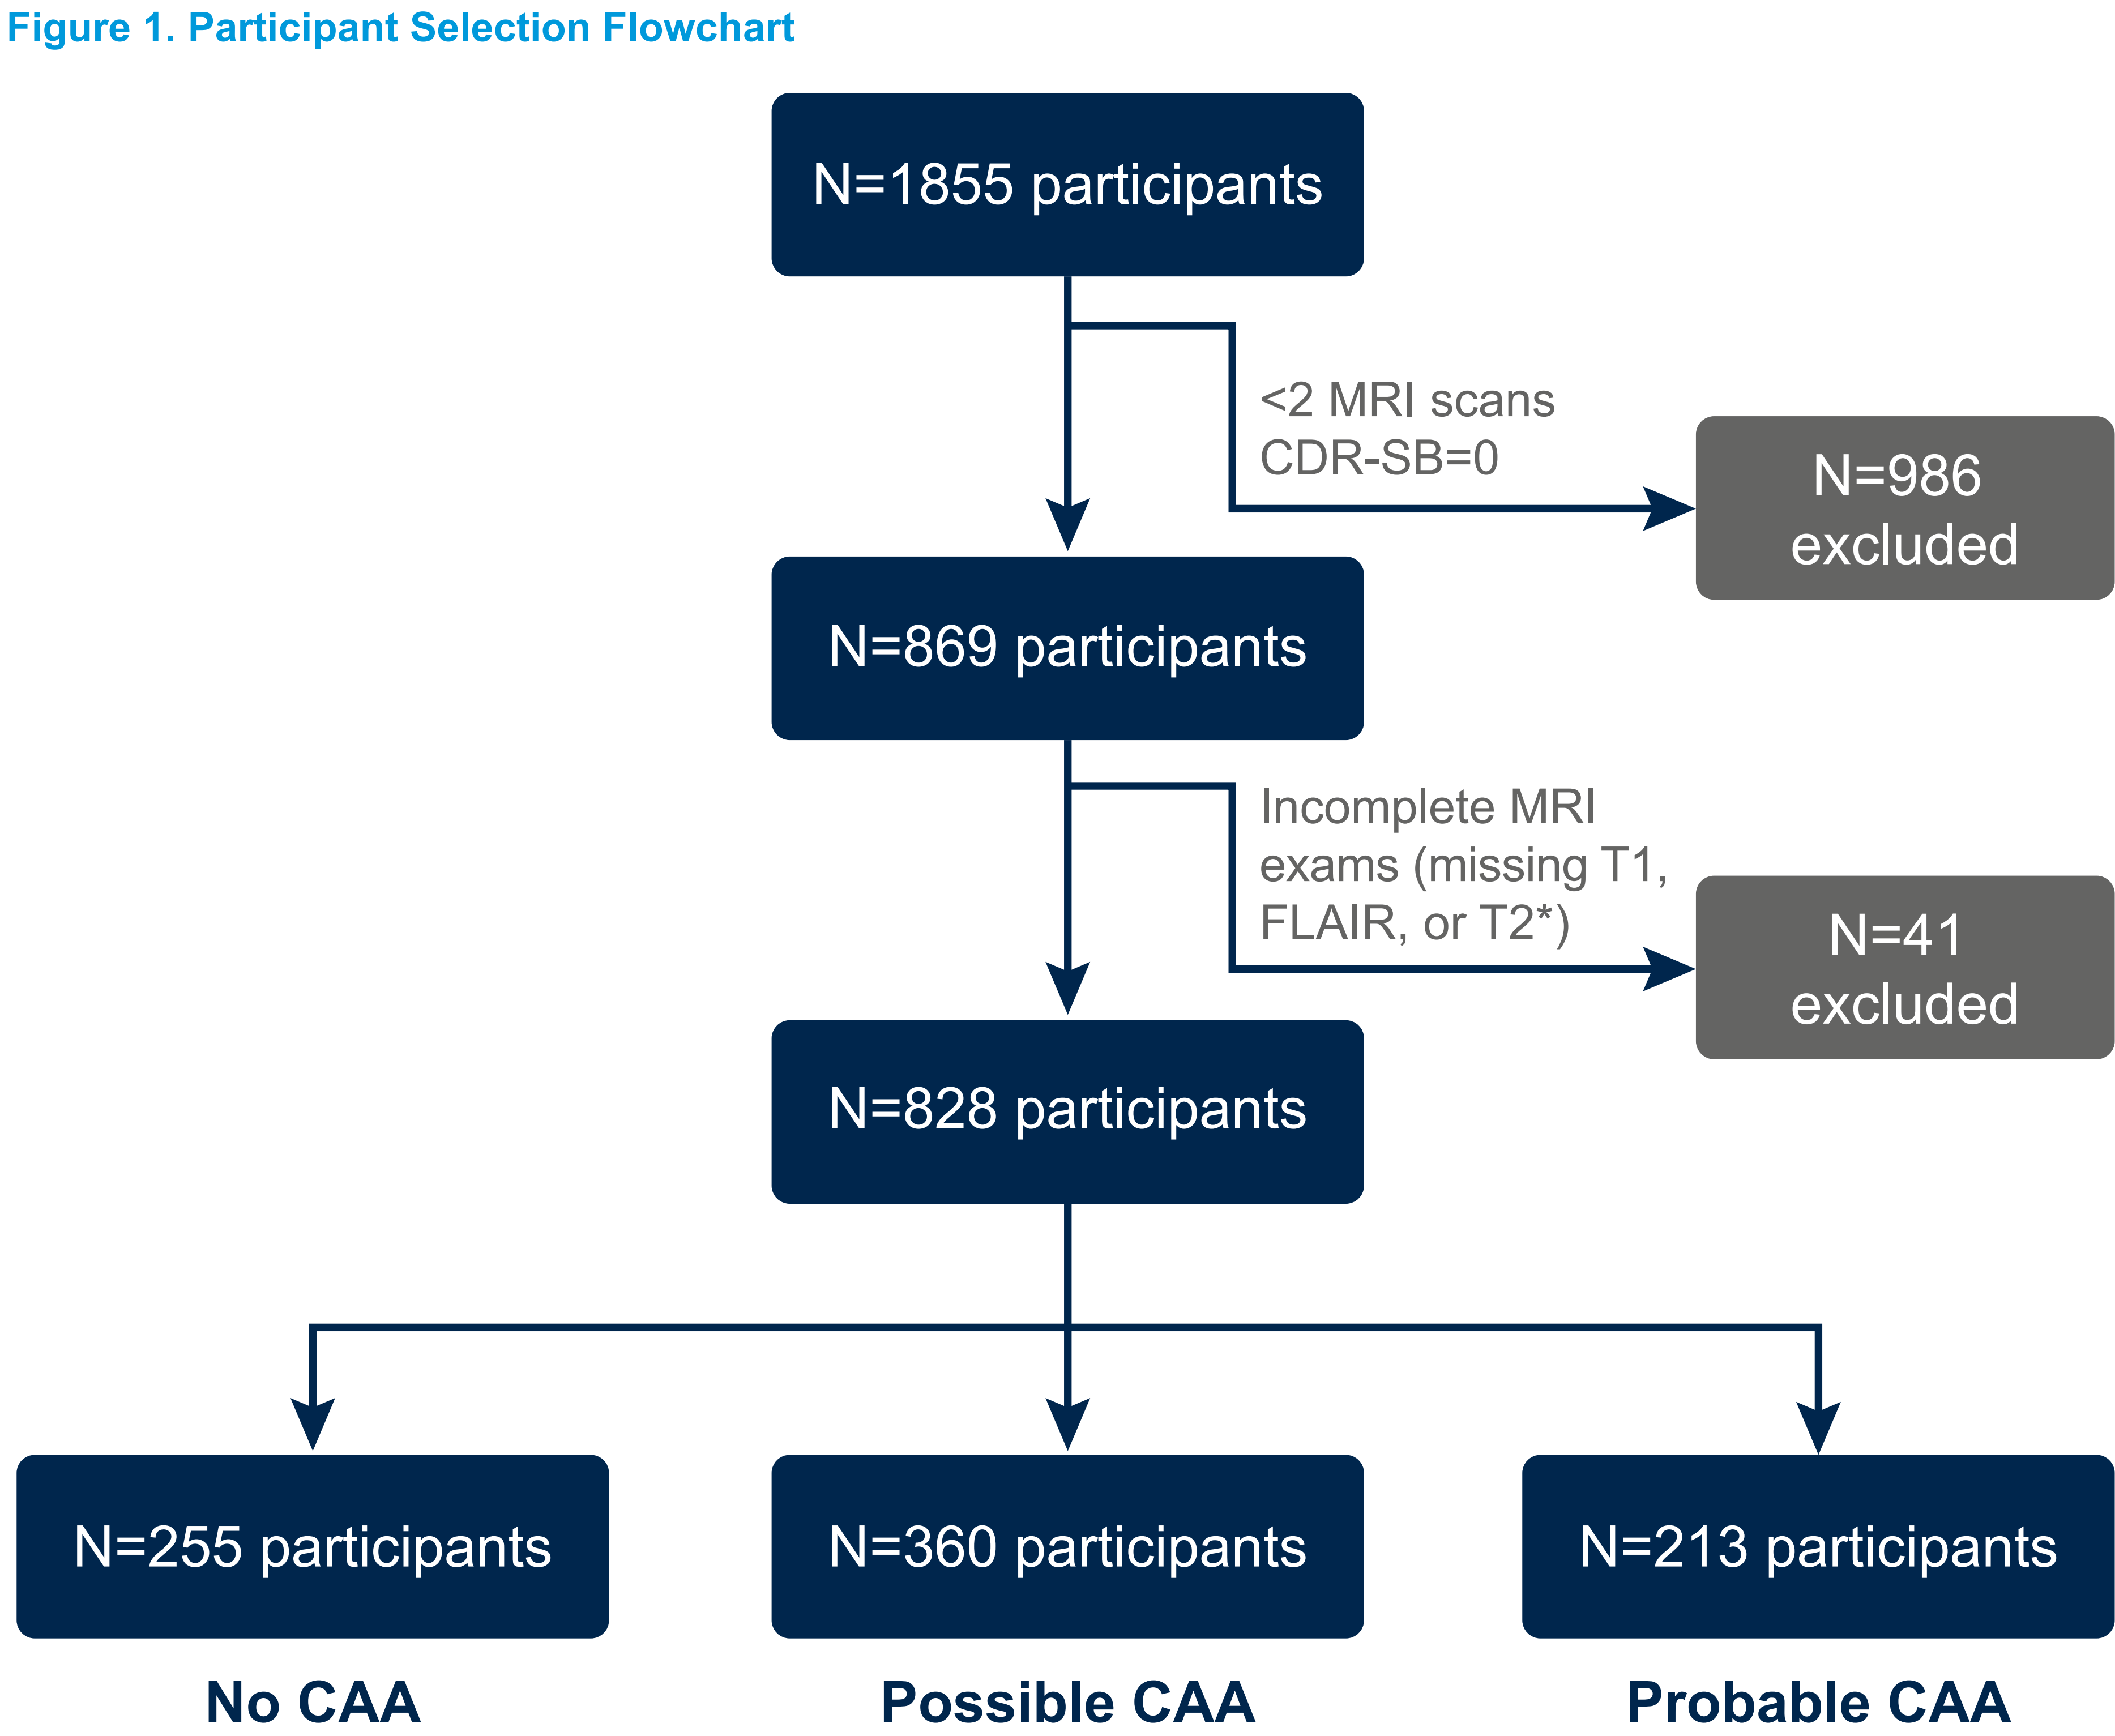 Figure 1. Participant Selection Flowchart
N=1855 participants
<2 MRI scans
CDR-SB=0
N=986
excluded
N=869 participants
Incomplete MRI
exams (missing T1,
FLAIR, or T2*)
N=41
excluded
N=828 participants
N=255 participants
N=360 participants
N=213 participants
No CAA
Possible CAA
Probable CAA